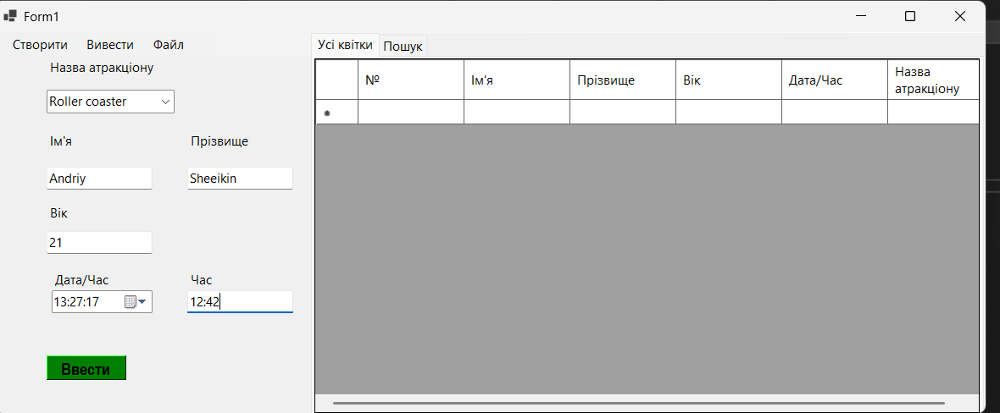 Form1
Створити Вивести Файл
Усі квітки Пошук
Назва атракціону
Roller coaster
Ім'я Прізвище
Andriy Sheeikin
Вік
21
Дата/Час Час
13:27:17 12:42
Ввести
№ Ім'я Прізвище Вік Дата/Час Назва
атракціону